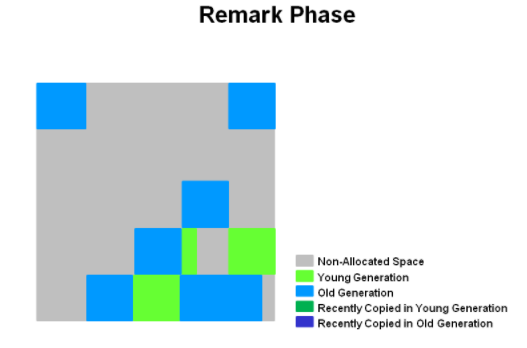 Remark Phase
Non-Allocated Space
Young Generation
Old Generation
Recently Copied in Young Generation
Recently Copied in Old Generation